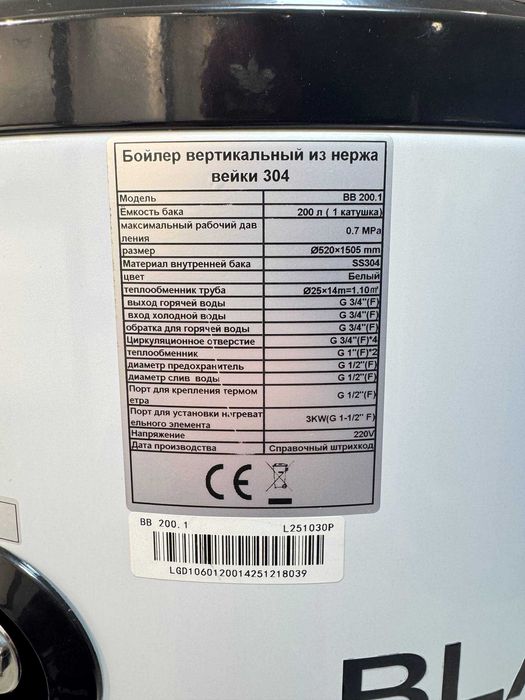 Бойлер вертикальный из нержа
вейки 304
Модель BB 200.1
Емкость бака 200 л ( 1 катушка)
максимальный рабочий дав
ления 0.7 MPa
размер Ø520×1505 mm
Материал внутренней бака SS304
цвет Белый
теплообменник труба Ø25×14m=1.10㎡
выход горячей воды G 3/4"(F)
вход холодной воды G 3/4"(F)
обратка для горячей воды G 3/4"(F)
Циркуляционное отверстие G 3/4"(F)*4
теплообменник G 1"(F)*2
диаметр предохранитель G 1/2"(F)
диаметр слив воды G 1/2"(F)
Порт для крепления термом
етра G 1/2"(F)
Порт для установки нагреват
ельного элемента 3KW(G 1-1/2" F)
Напряжение 220V
Дата производства Справочный штрихкод
CE
BB 200.1 L251030P
LGD1060120014251218039
BLA